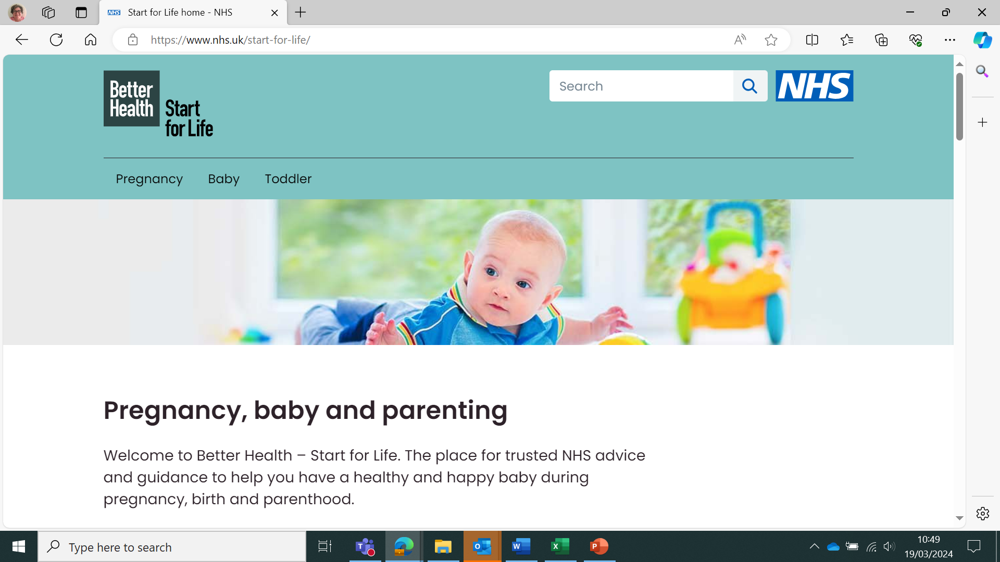 NHS Start for Life home - NHS
https://www.nhs.uk/start-for-life/
Better
Health
Start
for Life
Search
NHS
Pregnancy Baby Toddler
Pregnancy, baby and parenting
Welcome to Better Health – Start for Life. The place for trusted NHS advice
and guidance to help you have a healthy and happy baby during
pregnancy, birth and parenthood.
Type here to search
T
O
W
X
P
10:49
19/03/2024